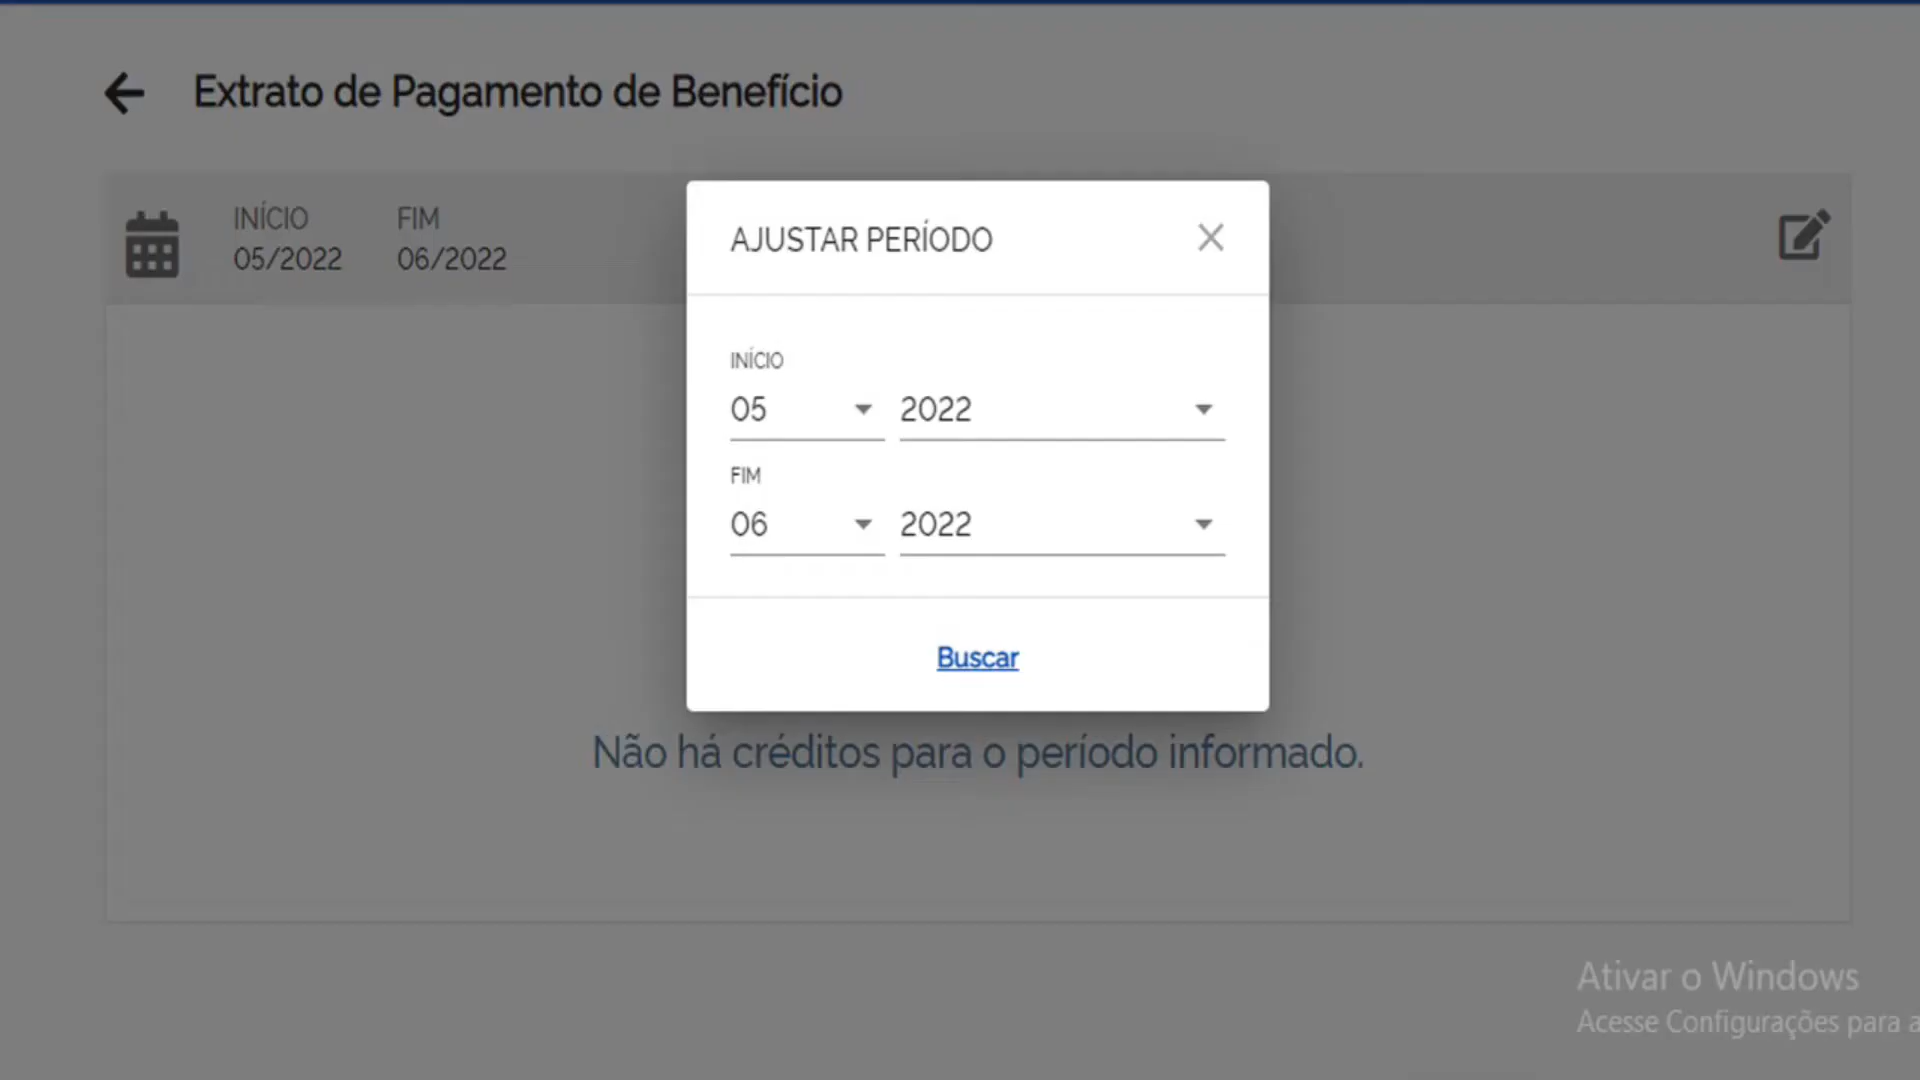 Extrato de Pagamento de Benefício
INÍCIO
FIM
05/2022
06/2022
AJUSTAR PERÍODO
INÍCIO
05
2022
FIM
06
2022
Buscar
Não há créditos para o período informado.
Ativar o Windows
Acesse Configurações para a